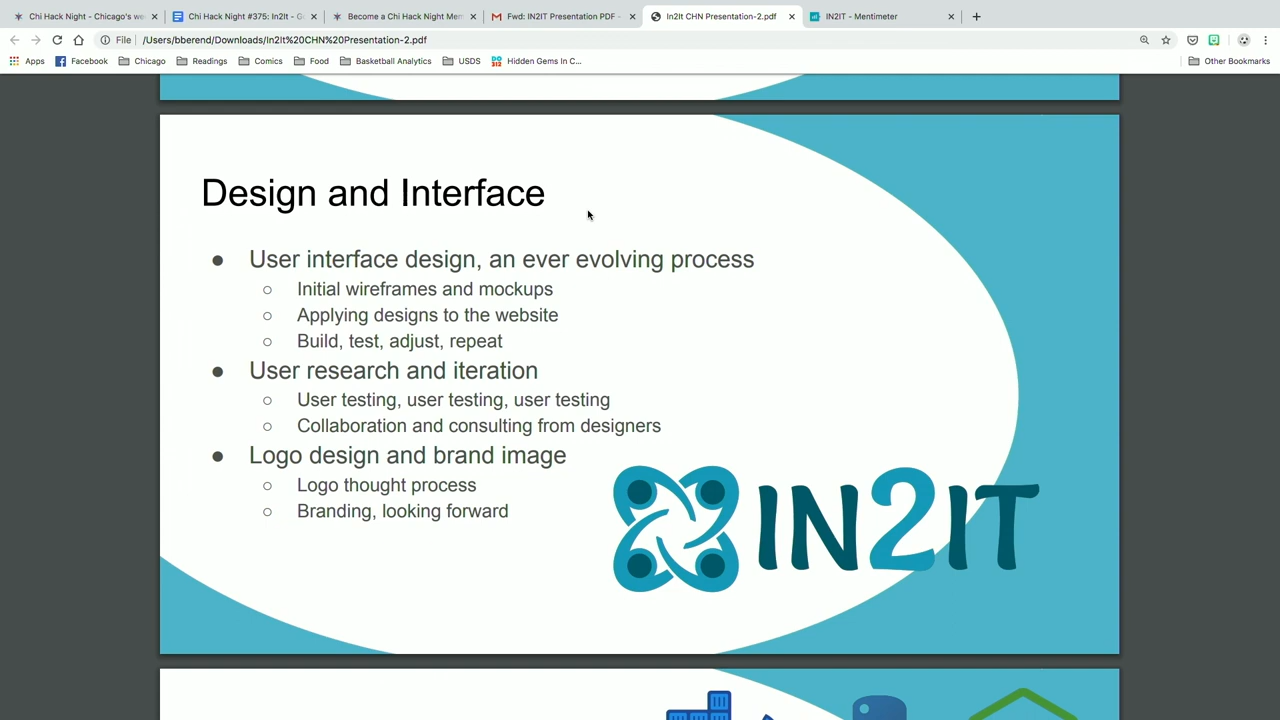 Chi Hack Night - Chicago's we
Chi Hack Night #375: In2It - G
Become a Chi Hack Night Mem
Fwd: IN2IT Presentation PDF -
In2It CHN Presentation-2.pdf
IN2IT - Mentimeter
File /Users/bberend/Downloads/In2It%20CHN%20Presentation-2.pdf
Apps Facebook Chicago Readings Comics Food Basketball Analytics USDS Hidden Gems In C... Other Bookmarks
Design and Interface
● User interface design, an ever evolving process
○ Initial wireframes and mockups
○ Applying designs to the website
○ Build, test, adjust, repeat
● User research and iteration
○ User testing, user testing, user testing
○ Collaboration and consulting from designers
● Logo design and brand image
○ Logo thought process
○ Branding, looking forward
IN2IT